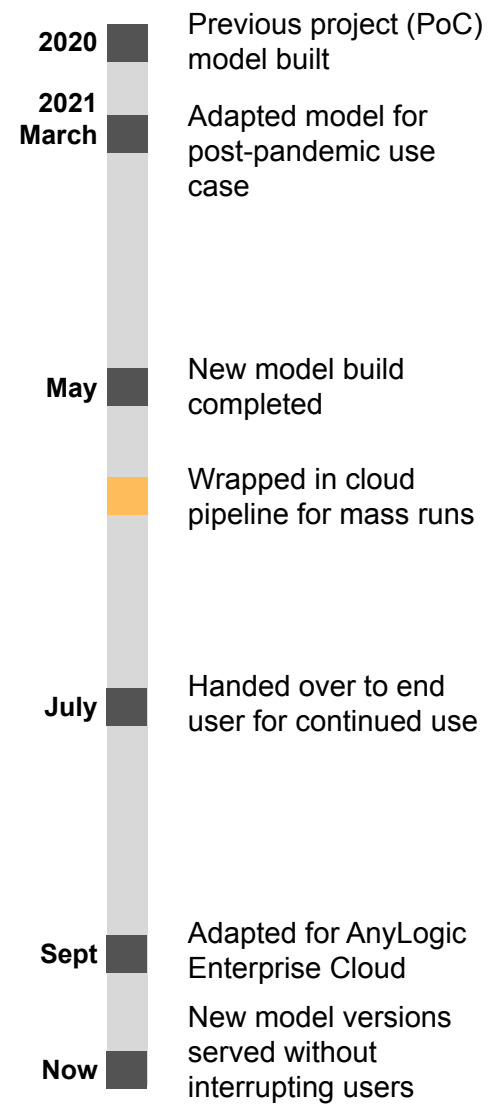 2020
Previous project (PoC)
model built
2021
March
Adapted model for
post-pandemic use
case
May
New model build
completed
Wrapped in cloud
pipeline for mass runs
July
Handed over to end
user for continued use
Sept
Adapted for AnyLogic
Enterprise Cloud
Now
New model versions
served without
interrupting users